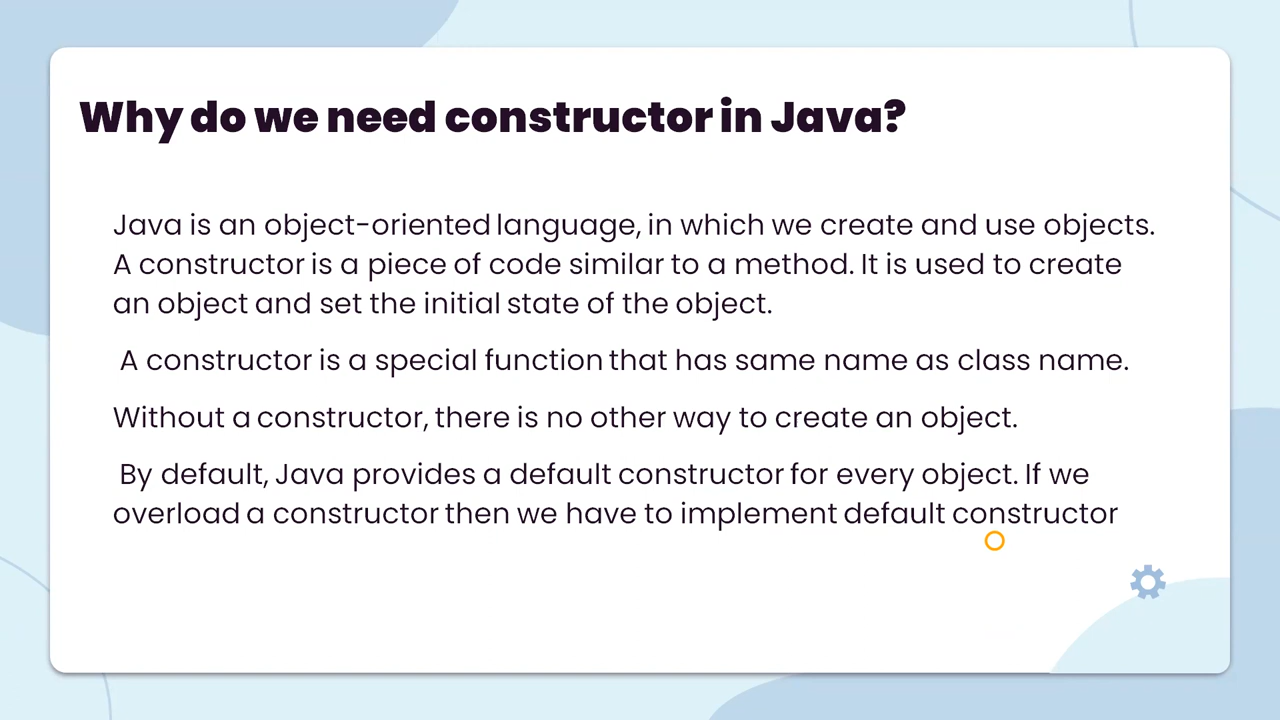 Why do we need constructor in Java?
Java is an object-oriented language, in which we create and use objects.
A constructor is a piece of code similar to a method. It is used to create
an object and set the initial state of the object.
A constructor is a special function that has same name as class name.
Without a constructor, there is no other way to create an object.
By default, Java provides a default constructor for every object. If we
overload a constructor then we have to implement default constructor